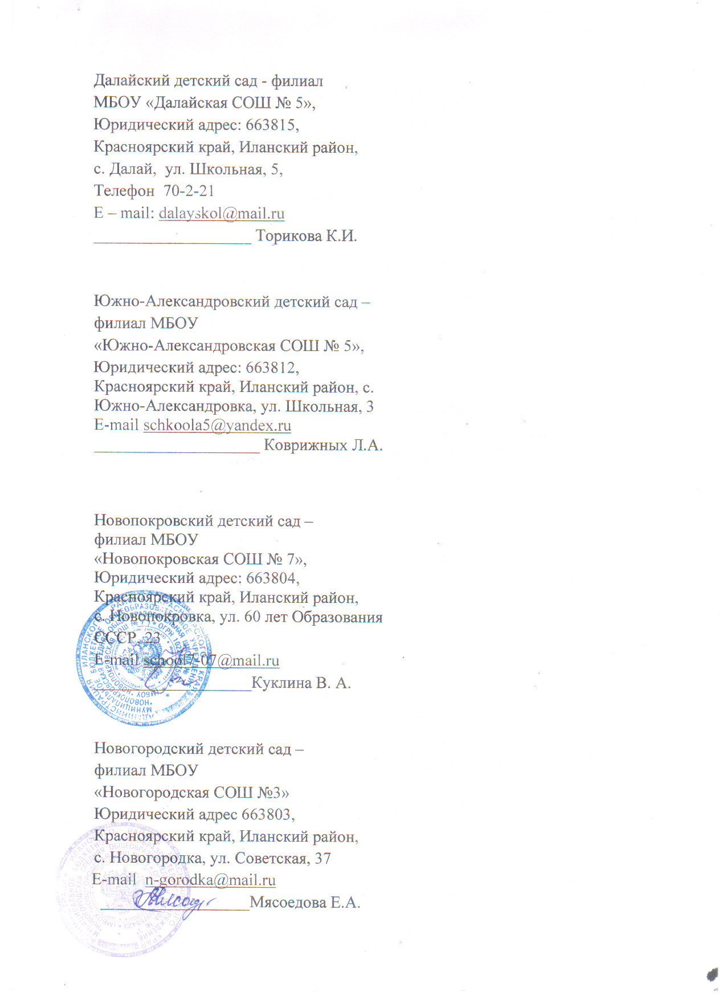 Далайский детский сад - филиал
МБОУ «Далайская СОШ № 5»,
Юридический адрес: 663815,
Красноярский край, Иланский район,
с. Далай,  ул. Школьная, 5,
Телефон  70-2-21
E – mail: dalayskol@mail.ru
___________________ Торикова К.И.
Южно-Александровский детский сад –
филиал МБОУ
«Южно-Александровская СОШ № 5»,
Юридический адрес: 663812,
Красноярский край, Иланский район, с.
Южно-Александровка, ул. Школьная, 3
E-mail schkoola5@yandex.ru
____________________ Коврижных Л.А.
Новопокровский детский сад –
филиал МБОУ
«Новопокровская СОШ № 7»,
Юридический адрес: 663804,
Красноярский край, Иланский район,
с. Новопокровка, ул. 60 лет Образования
СССР, 23
E-mail school7-07@mail.ru
___________________Куклина В. А.
Новогородский детский сад –
филиал МБОУ
«Новогородская СОШ №3»
Юридический адрес 663803,
Красноярский край, Иланский район,
с. Новогородка, ул. Советская, 37
E-mail  n-gorodka@mail.ru
__________________Мясоедова Е.А.